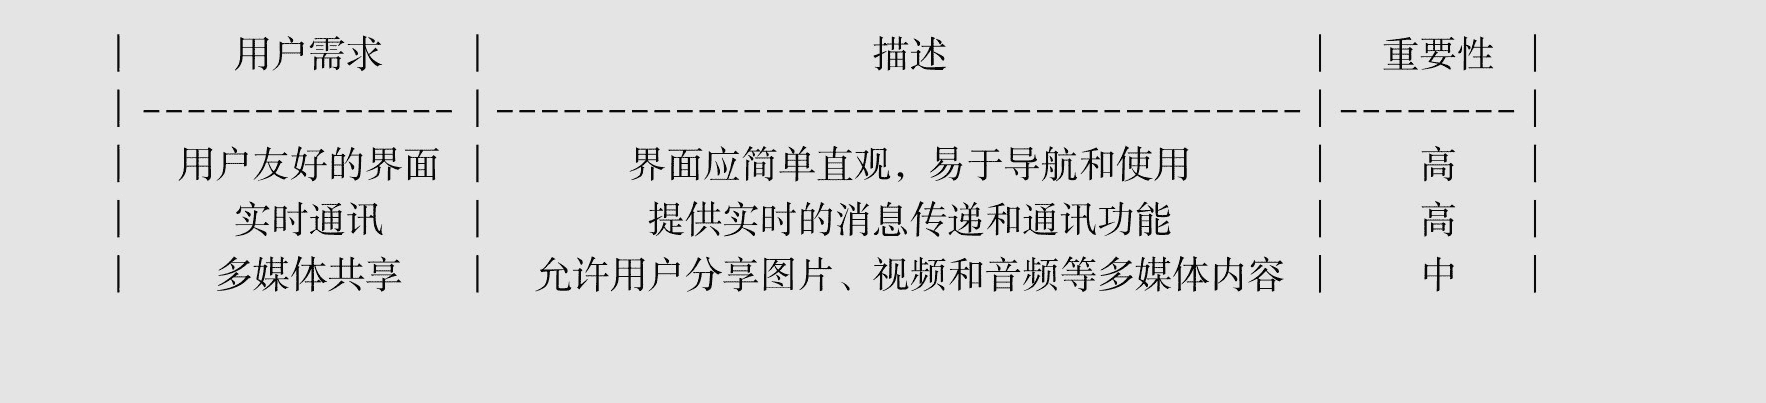 | 用户需求 | 描述 | 重要性 |
|--------------|------------------------------------|--------|
| 用户友好的界面 | 界面应简单直观，易于导航和使用 | 高 |
| 实时通讯 | 提供实时的消息传递和通讯功能 | 高 |
| 多媒体共享 | 允许用户分享图片、视频和音频等多媒体内容 | 中 |